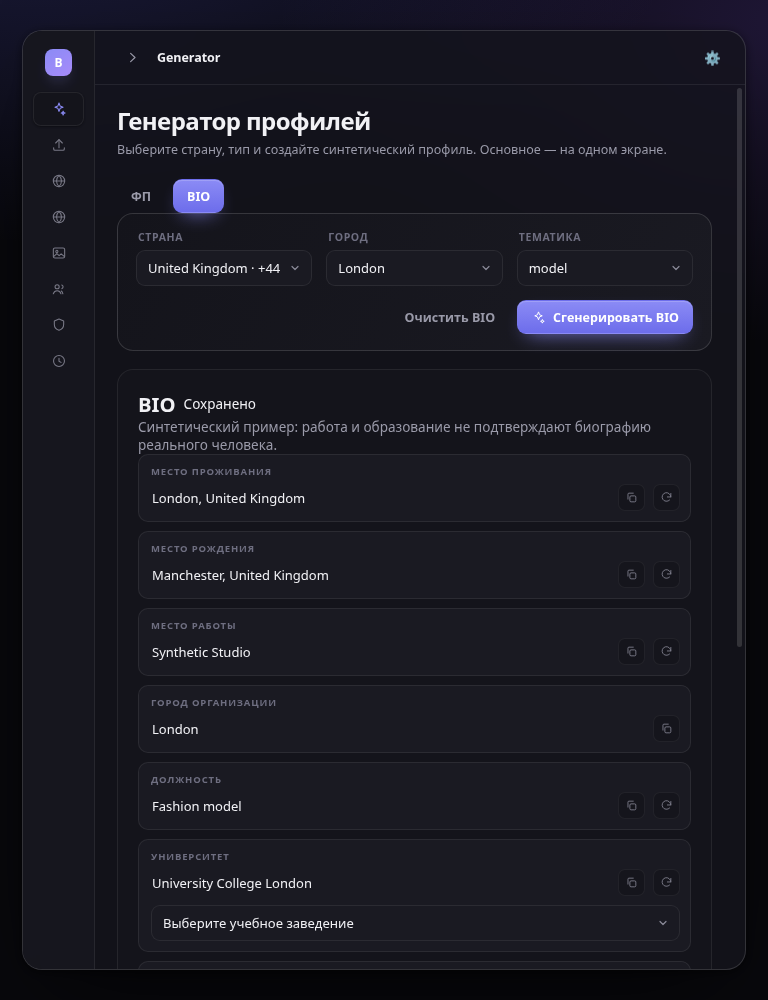 B
Generator
Генератор профилей
Выберите страну, тип и создайте синтетический профиль. Основное — на одном экране.
ФП
BIO
СТРАНА
ГОРОД
ТЕМАТИКА
United Kingdom · +44
London
model
Очистить BIO
Сгенерировать BIO
BIO Сохранено
Синтетический пример: работа и образование не подтверждают биографию
реального человека.
МЕСТО ПРОЖИВАНИЯ
London, United Kingdom
МЕСТО РОЖДЕНИЯ
Manchester, United Kingdom
МЕСТО РАБОТЫ
Synthetic Studio
ГОРОД ОРГАНИЗАЦИИ
London
ДОЛЖНОСТЬ
Fashion model
УНИВЕРСИТЕТ
University College London
Выберите учебное заведение